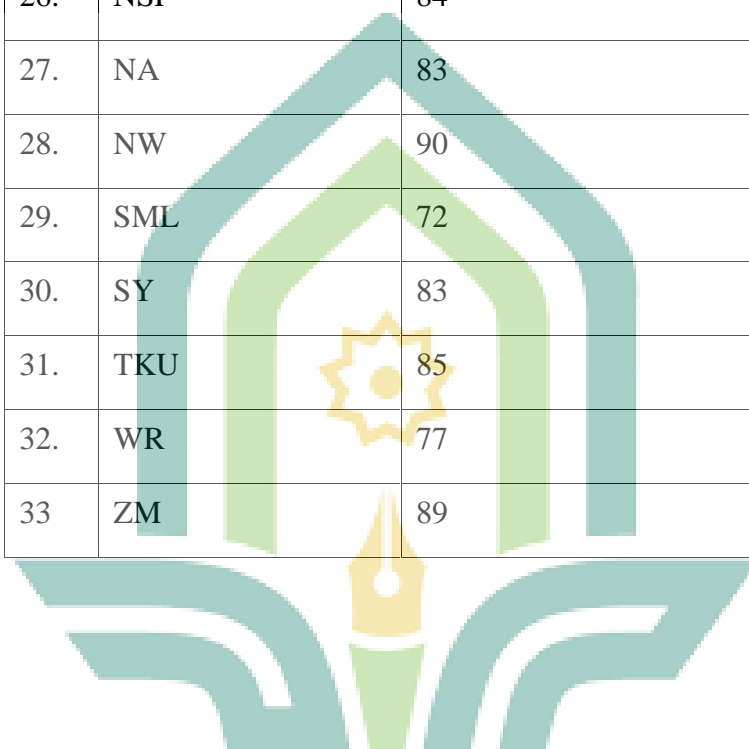 27. NA 83
28. NW 90
29. SML 72
30. SY 83
31. TKU 85
32. WR 77
33 ZM 89